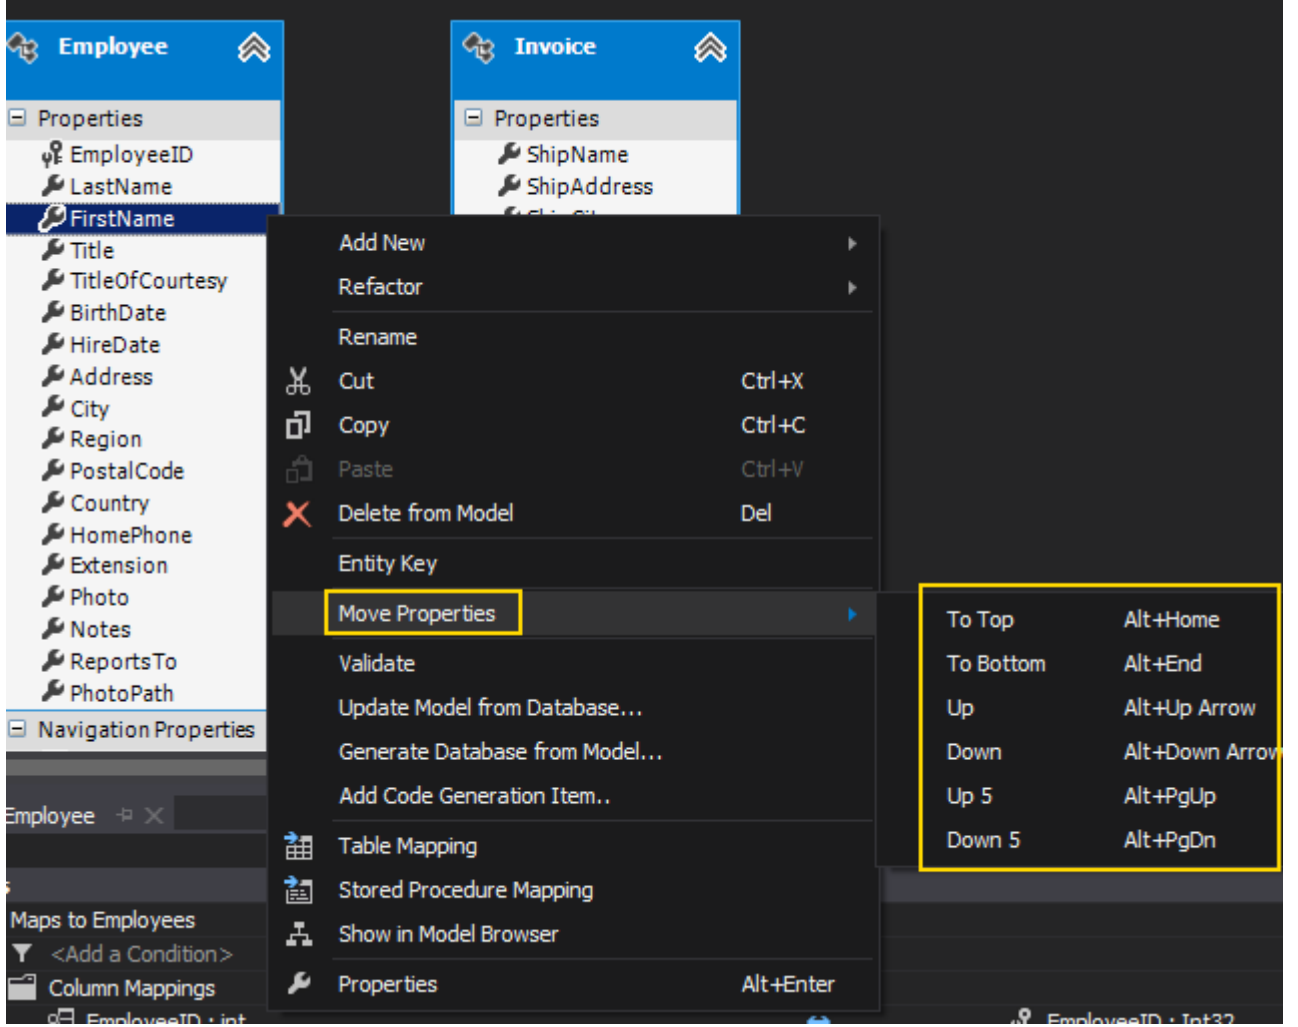 Employee
Invoice
Properties
Properties
EmployeeID
ShipName
LastName
ShipAddress
FirstName
Title
TitleOfCourtesy
BirthDate
HireDate
Address
City
Region
PostalCode
Country
HomePhone
Extension
Photo
Notes
ReportsTo
PhotoPath
Navigation Properties
Add New
Refactor
Rename
Cut Ctrl+X
Copy Ctrl+C
Paste Ctrl+V
Delete from Model Del
Entity Key
Move Properties
Validate
Update Model from Database...
Generate Database from Model...
Add Code Generation Item..
Table Mapping
Stored Procedure Mapping
Show in Model Browser
Properties Alt+Enter
To Top Alt+Home
To Bottom Alt+End
Up Alt+Up Arrow
Down Alt+Down Arrow
Up 5 Alt+PgUp
Down 5 Alt+PgDn
Employee
Maps to Employees
<Add a Condition>
Column Mappings
EmployeeID : int
EmployeeID : Int32